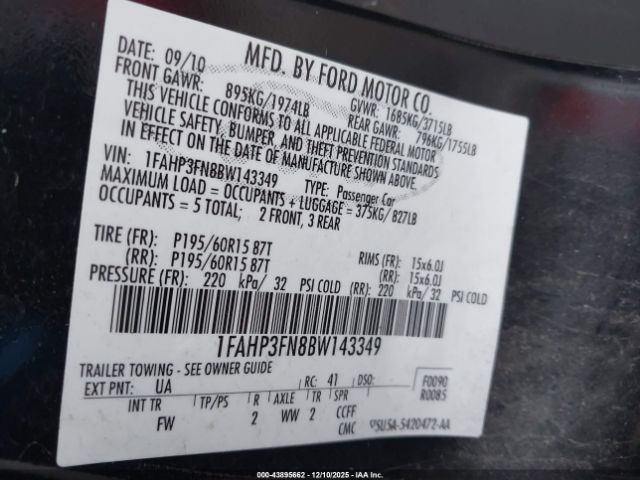 MFD. BY FORD MOTOR CO.
DATE: 09/10
GVWR: 1685KG/3715LB
FRONT GAWR: 895KG/1974LB
REAR GAWR: 796KG/1755LB
THIS VEHICLE CONFORMS TO ALL APPLICABLE FEDERAL MOTOR
VEHICLE SAFETY, BUMPER, AND THEFT PREVENTION STANDARDS
IN EFFECT ON THE DATE OF MANUFACTURE SHOWN ABOVE.
VIN: 1FAHP3FN8BW143349
TYPE: Passenger Car
MAXIMUM LOAD = OCCUPANTS + LUGGAGE = 375KG/827LB
OCCUPANTS = 5 TOTAL; 2 FRONT, 3 REAR
TIRE (FR): P195/60R15 87T RIMS (FR): 15x6.0J
(RR): P195/60R15 87T (RR): 15x6.0J
PRESSURE (FR): 220 kPa/ 32 PSI COLD (RR): 220 kPa/ 32 PSI COLD
1FAHP3FN8BW143349
TRAILER TOWING - SEE OWNER GUIDE
EXT PNT: UA RC: 41 DSO: F0090
R0085
INT TR TP/PS R AXLE TR SPR
FW 2 WW 2 CCFF
CMC
5U5A-5420472-AA
000-43895662 - 12/10/2025 - IAA Inc.